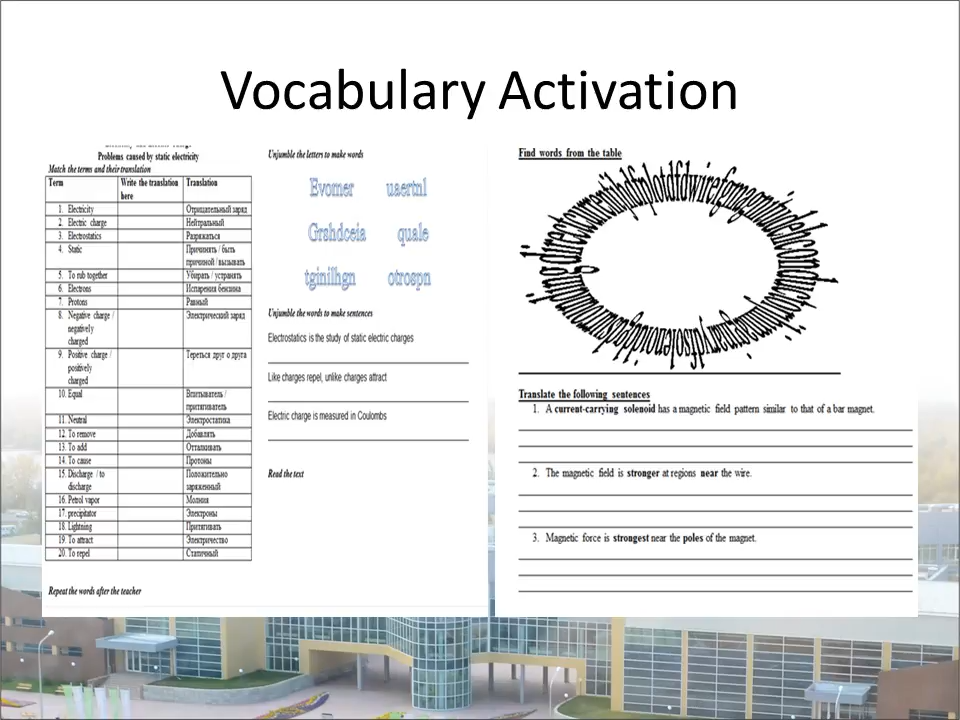 Vocabulary Activation
Problems caused by static electricity
Match the terms and their translation
Term Write the translation here Translation
1. Electricity Отрицательный заряд
2. Electric charge Нейтральный
3. Electrostatics Разряжаться
4. Static Причинять / быть
причиной / вызывать
5. To rub together Убирать / устранять
6. Electrons Испарения бензина
7. Protons Равный
8. Negative charge / Электрический заряд
negatively
charged
9. Positive charge / Тереться друг о друга
positively
charged
10. Equal Впитыватель /
притягиватель
11. Neutral Электростатика
12. To remove Добавлять
13. To add Отталкивать
14. To cause Протоны
15. Discharge / to Положительно
discharge заряженный
16. Petrol vapor Молния
17. precipitator Электроны
18. Lightning Притягивать
19. To attract Электричество
20. To repel Статичный
Repeat the words after the teacher
Unjumble the letters to make words
Evomer uaertnl
Grshdceia quale
tginilhgn otrospn
Unjumble the words to make sentences
Electrostatics is the study of static electric charges
Like charges repel, unlike charges attract
Electric charge is measured in Coulombs
Read the text
Find words from the table
Translate the following sentences
1. A current-carrying solenoid has a magnetic field pattern similar to that of a bar magnet.
2. The magnetic field is stronger at regions near the wire.
3. Magnetic force is strongest near the poles of the magnet.